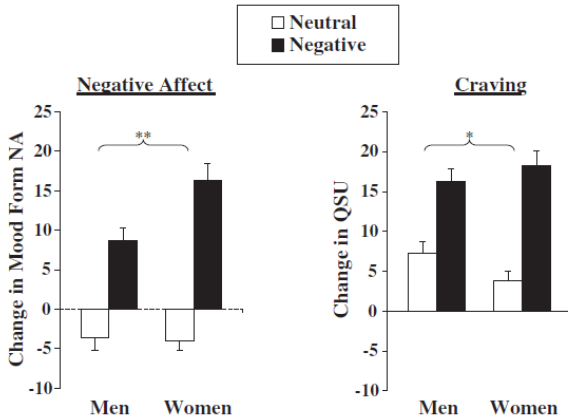 Neutral
Negative
Negative Affect
Change in Mood Form NA
25
20
15
10
5
0
-5
-10
**
Men Women
Craving
Change in QSU
25
20
15
10
5
0
-5
-10
*
Men Women